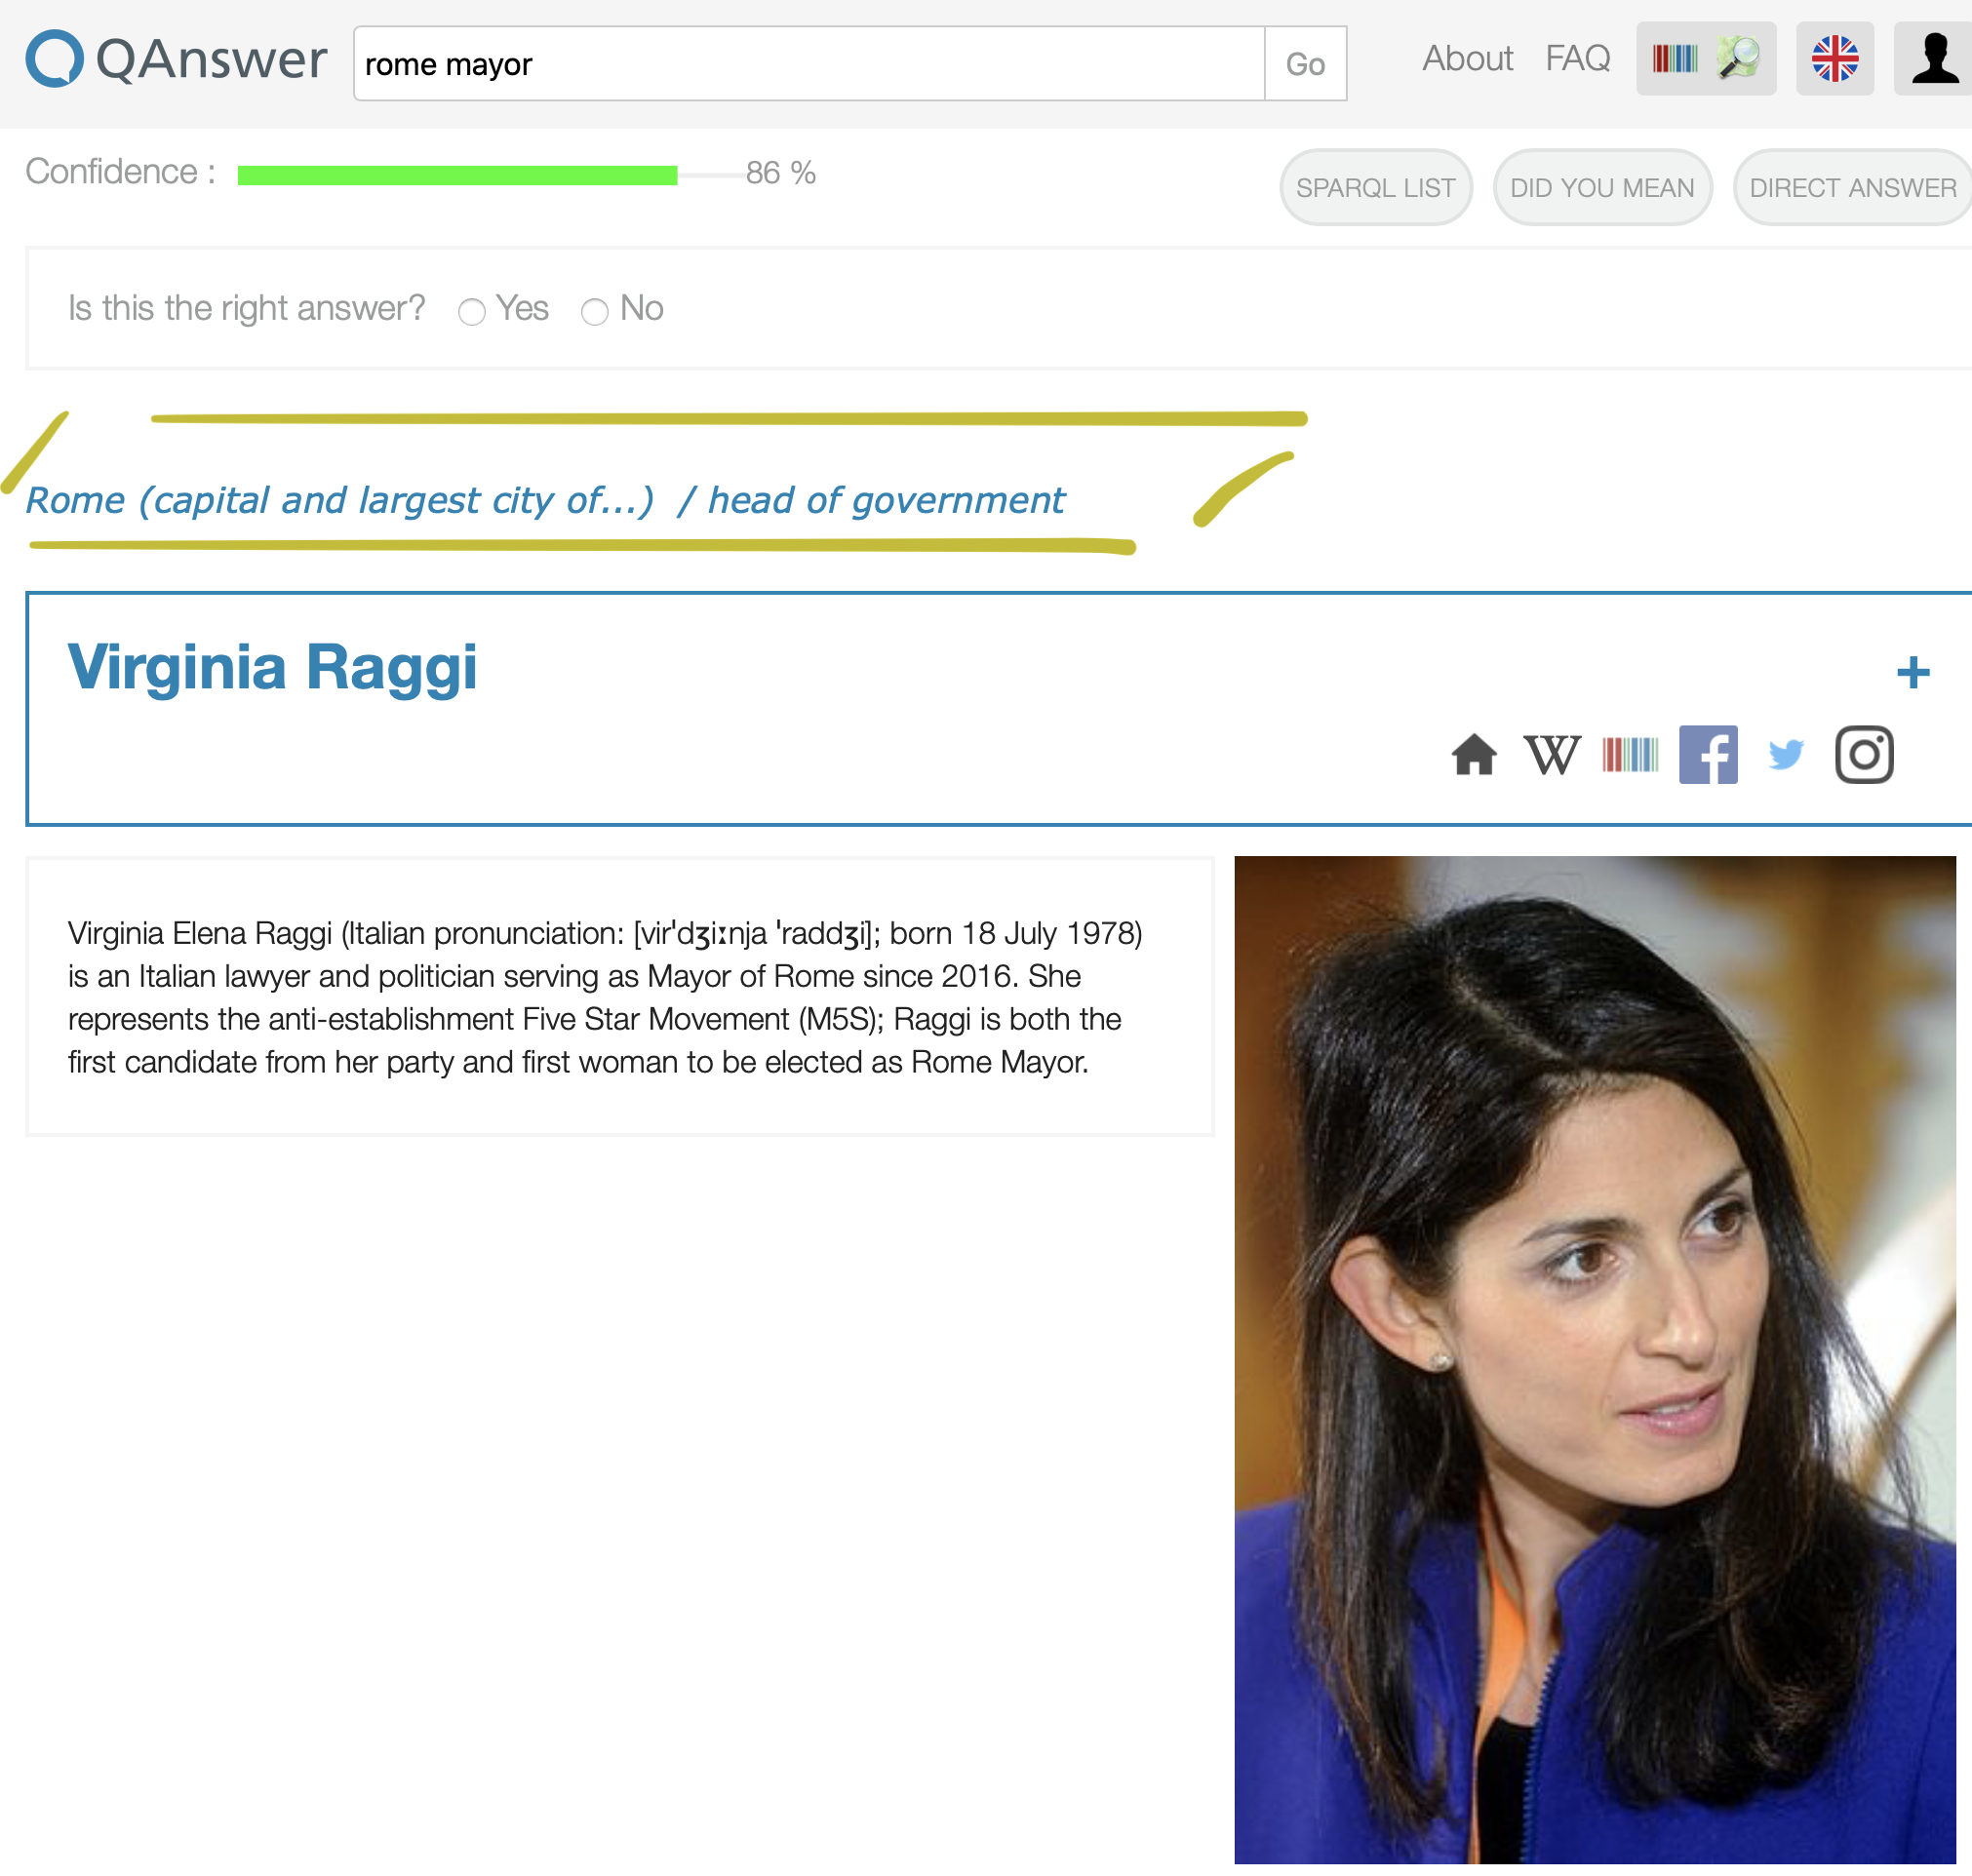 QAnswer
rome mayor
Go
About
FAQ
Confidence :
86 %
SPARQL LIST
DID YOU MEAN
DIRECT ANSWER
Is this the right answer?
Yes
No
Rome (capital and largest city of...) / head of government
Virginia Raggi
+
W
f
Virginia Elena Raggi (Italian pronunciation: [virˈdʒiːnja ˈraddʒi]; born 18 July 1978)
is an Italian lawyer and politician serving as Mayor of Rome since 2016. She
represents the anti-establishment Five Star Movement (M5S); Raggi is both the
first candidate from her party and first woman to be elected as Rome Mayor.